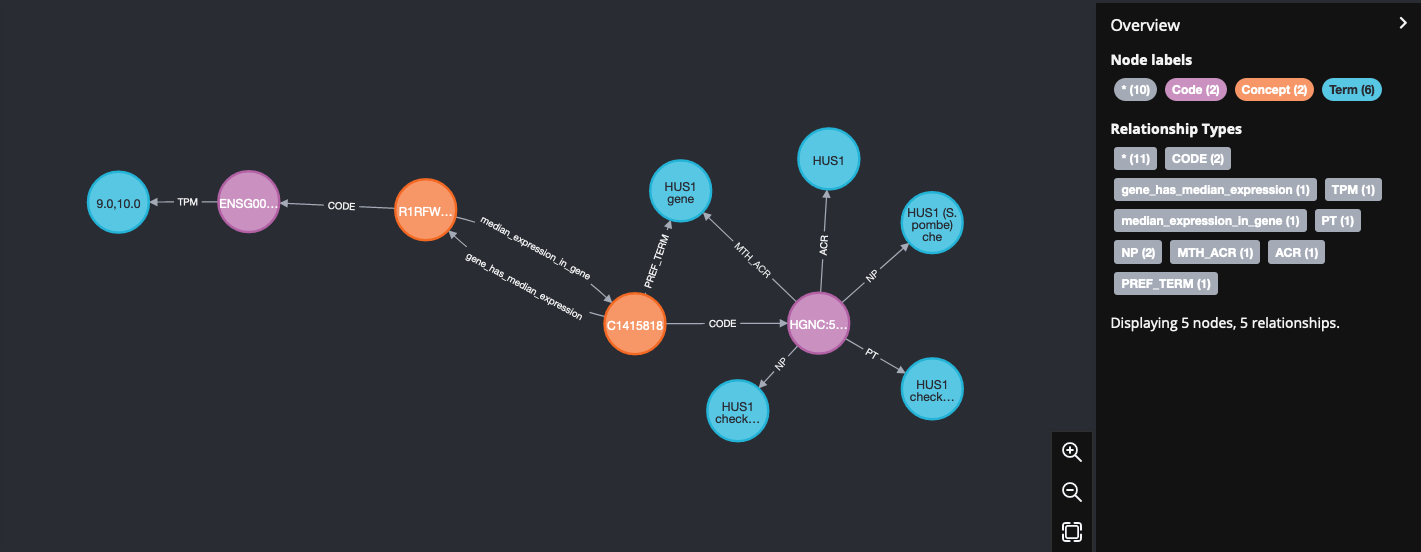 9.0,10.0
TPM
ENSG00...
CODE
R1RFW...
median_expression_in_gene
gene_has_median_expression
C1415818
PREF_TERM
HUS1
gene
MTH_ACR
CODE
HGNC:5...
ACR
HUS1
NP
HUS1 (S.
pombe)
che
PT
HUS1
check...
NP
HUS1
check...
Overview
Node labels
* (10) Code (2) Concept (2) Term (6)
Relationship Types
* (11) CODE (2)
gene_has_median_expression (1) TPM (1)
median_expression_in_gene (1) PT (1)
NP (2) MTH_ACR (1) ACR (1)
PREF_TERM (1)
Displaying 5 nodes, 5 relationships.